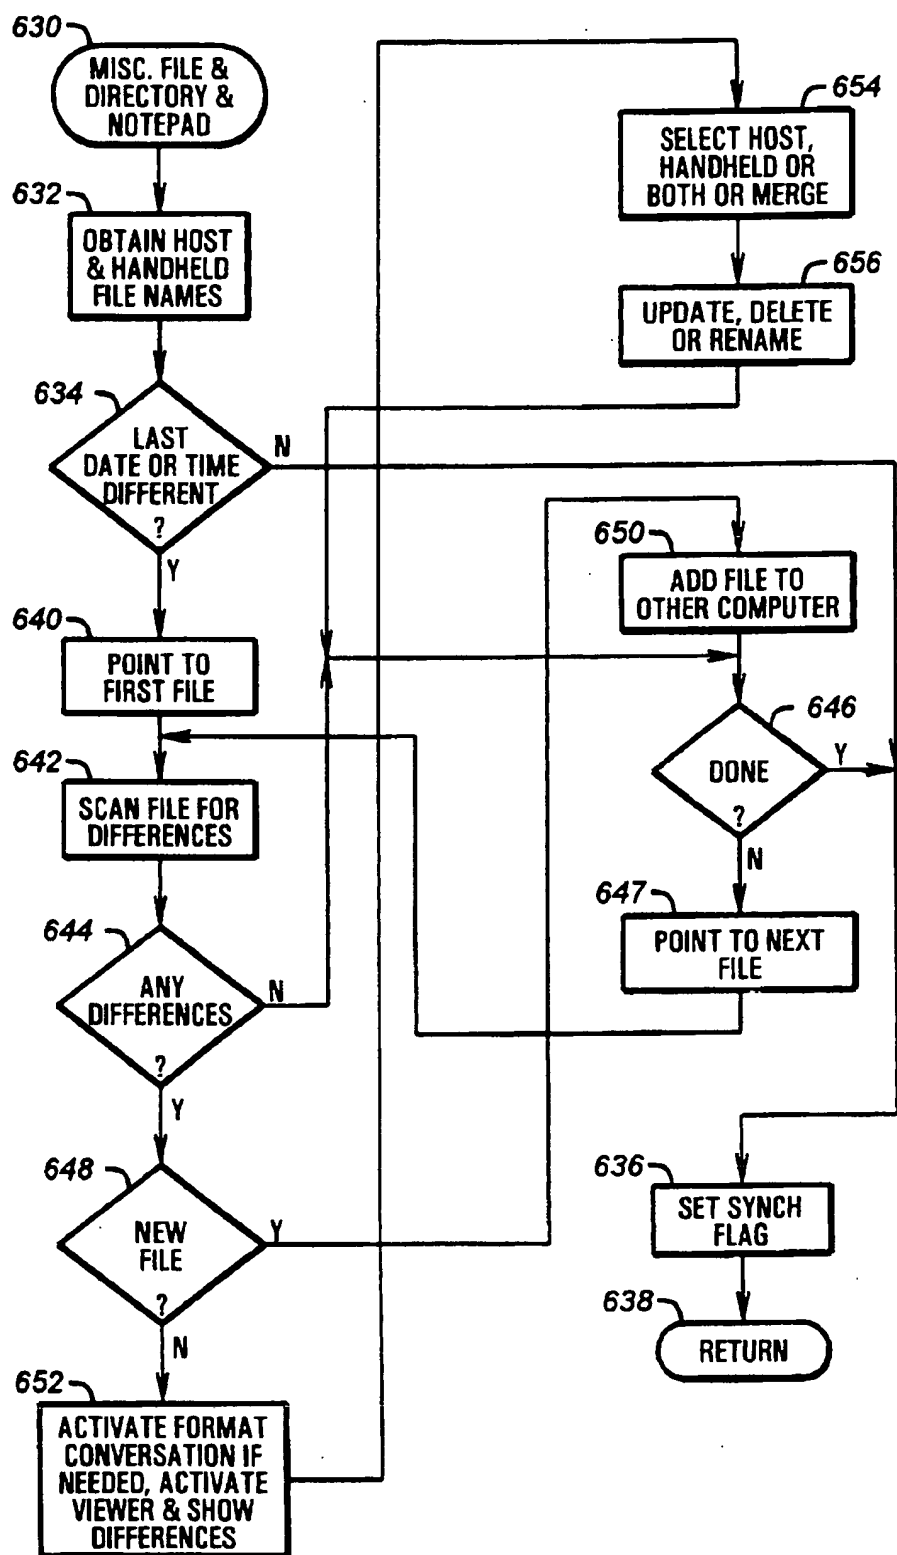 630
MISC. FILE &
DIRECTORY &
NOTEPAD
632
OBTAIN HOST
& HANDHELD
FILE NAMES
634
LAST
DATE OR TIME
DIFFERENT
?
N
Y
640
POINT TO
FIRST FILE
642
SCAN FILE FOR
DIFFERENCES
644
ANY
DIFFERENCES
?
N
Y
648
NEW
FILE
?
Y
N
652
ACTIVATE FORMAT
CONVERSATION IF
NEEDED, ACTIVATE
VIEWER & SHOW
DIFFERENCES
654
SELECT HOST,
HANDHELD OR
BOTH OR MERGE
656
UPDATE, DELETE
OR RENAME
650
ADD FILE TO
OTHER COMPUTER
646
DONE
?
Y
N
647
POINT TO NEXT
FILE
636
SET SYNCH
FLAG
638
RETURN